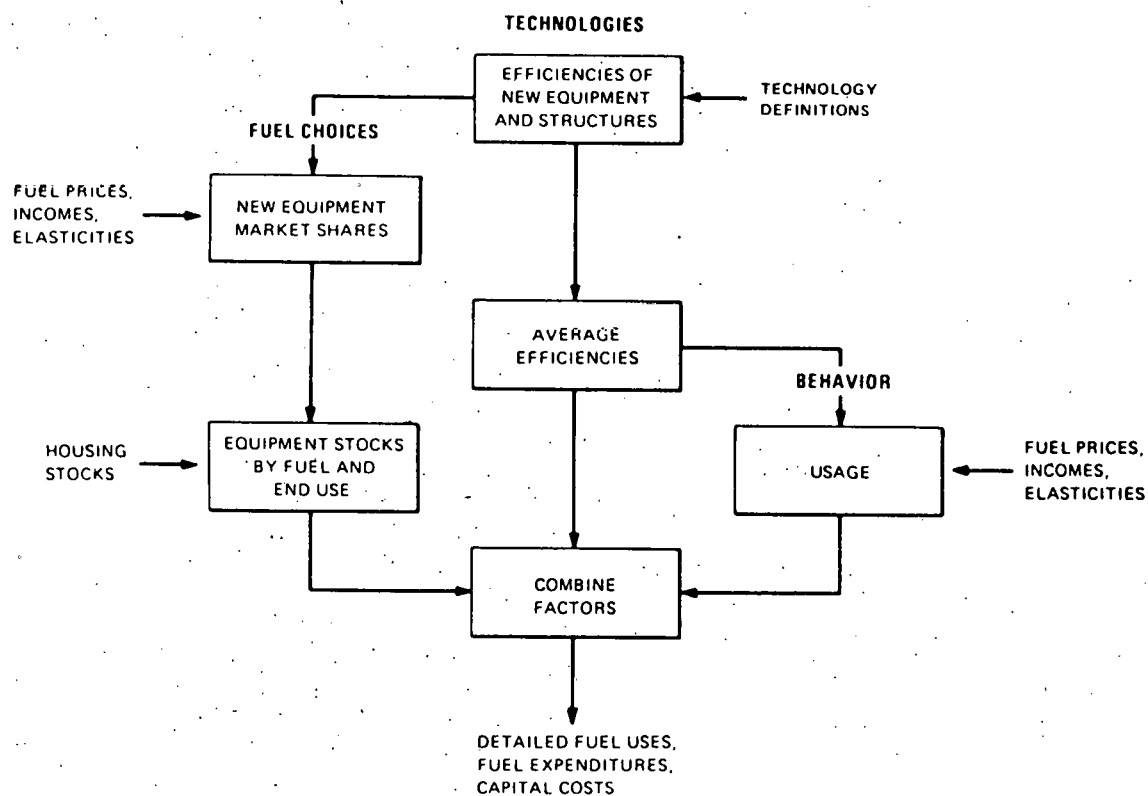 TECHNOLOGIES
EFFICIENCIES OF
NEW EQUIPMENT
AND STRUCTURES
TECHNOLOGY
DEFINITIONS
FUEL CHOICES
FUEL PRICES,
INCOMES,
ELASTICITIES
NEW EQUIPMENT
MARKET SHARES
AVERAGE
EFFICIENCIES
BEHAVIOR
HOUSING
STOCKS
EQUIPMENT STOCKS
BY FUEL AND
END USE
USAGE
FUEL PRICES,
INCOMES,
ELASTICITIES
COMBINE
FACTORS
DETAILED FUEL USES,
FUEL EXPENDITURES,
CAPITAL COSTS